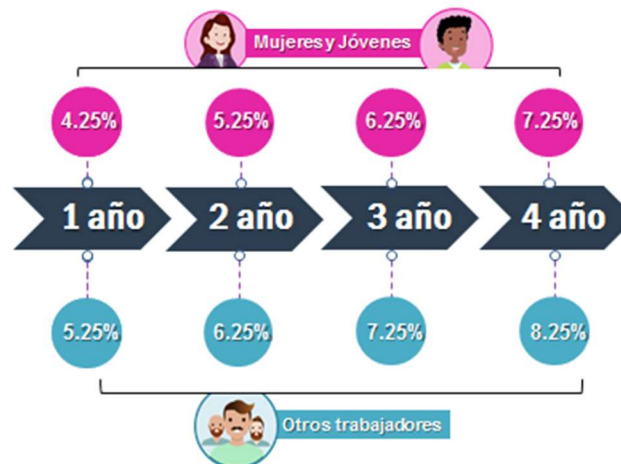 Mujeres y Jóvenes
4.25% 5.25% 6.25% 7.25%
1 año 2 año 3 año 4 año
5.25% 6.25% 7.25% 8.25%
Otros trabajadores